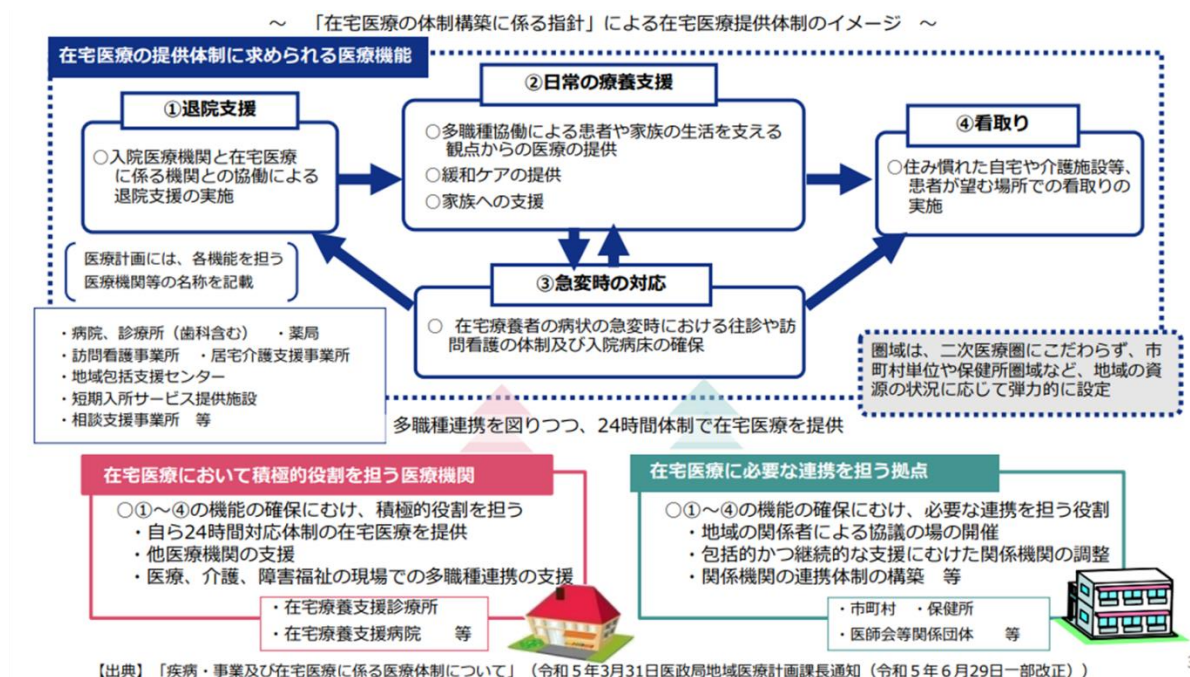 ～　「在宅医療の体制構築に係る指針」による在宅医療提供体制のイメージ　～
在宅医療の提供体制に求められる医療機能
①退院支援
○入院医療機関と在宅医療
に係る機関との協働による
退院支援の実施
②日常の療養支援
○多職種協働による患者や家族の生活を支える
観点からの医療の提供
○緩和ケアの提供
○家族への支援
④看取り
○住み慣れた自宅や介護施設等、
患者が望む場所での看取りの
実施
③急変時の対応
○　在宅療養者の病状の急変時における往診や訪
問看護の体制及び入院病床の確保
医療計画には、各機能を担う
医療機関等の名称を記載
・病院、診療所（歯科含む）　・薬局
・訪問看護事業所　・居宅介護支援事業所
・地域包括支援センター
・短期入所サービス提供施設
・相談支援事業所　等
圏域は、二次医療圏にこだわらず、市
町村単位や保健所圏域など、地域の資
源の状況に応じて弾力的に設定
多職種連携を図りつつ、24時間体制で在宅医療を提供
在宅医療において積極的役割を担う医療機関
○①～④の機能の確保にむけ、積極的役割を担う
・自ら24時間対応体制の在宅医療を提供
・他医療機関の支援
・医療、介護、障害福祉の現場での多職種連携の支援
・在宅療養支援診療所
・在宅療養支援病院　等
在宅医療に必要な連携を担う拠点
○①～④の機能の確保にむけ、必要な連携を担う役割
・地域の関係者による協議の場の開催
・包括的かつ継続的な支援にむけた関係機関の調整
・関係機関の連携体制の構築　等
・市町村　・保健所
・医師会等関係団体　等
【出典】「疾病・事業及び在宅医療に係る医療体制について」（令和５年3月31日医政局地域医療計画課長通知（令和５年６月29日一部改正））